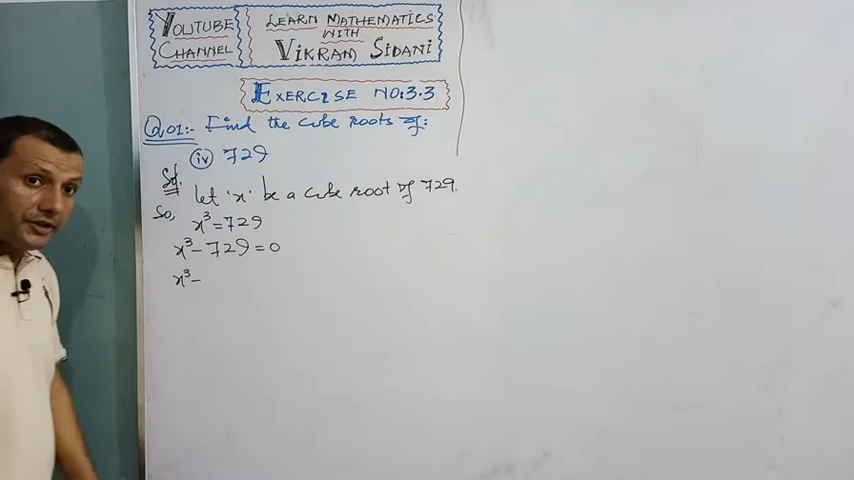 YOUTUBE
CHANNEL
LEARN MATHEMATICS
WITH
VIKRAM SIDANI
EXERCISE NO:3.3
Q.01:- Find the cube roots of:
(iv) 729
Sol.
Let 'x' be a cube root of 729.
So,
x³=729
x³-729=0
x³-